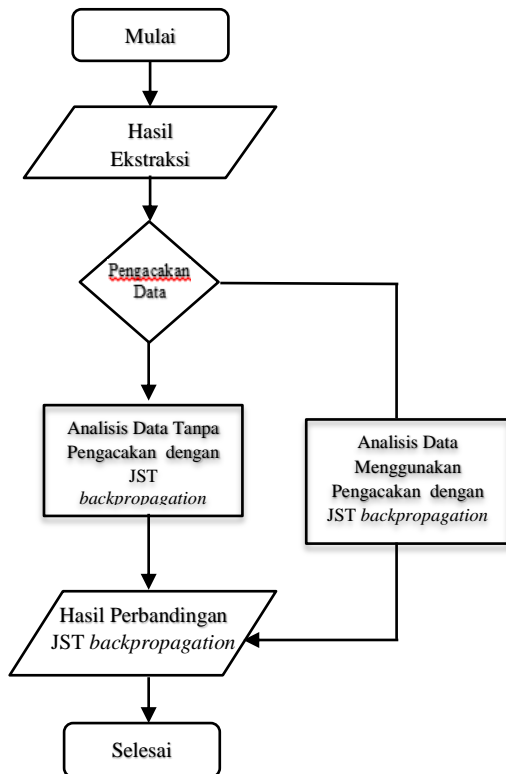 Mulai
Hasil
Ekstraksi
Pengacakan
Data
Analisis Data Tanpa
Pengacakan dengan
JST
backpropagation
Analisis Data
Menggunakan
Pengacakan dengan
JST backpropagation
Hasil Perbandingan
JST backpropagation
Selesai